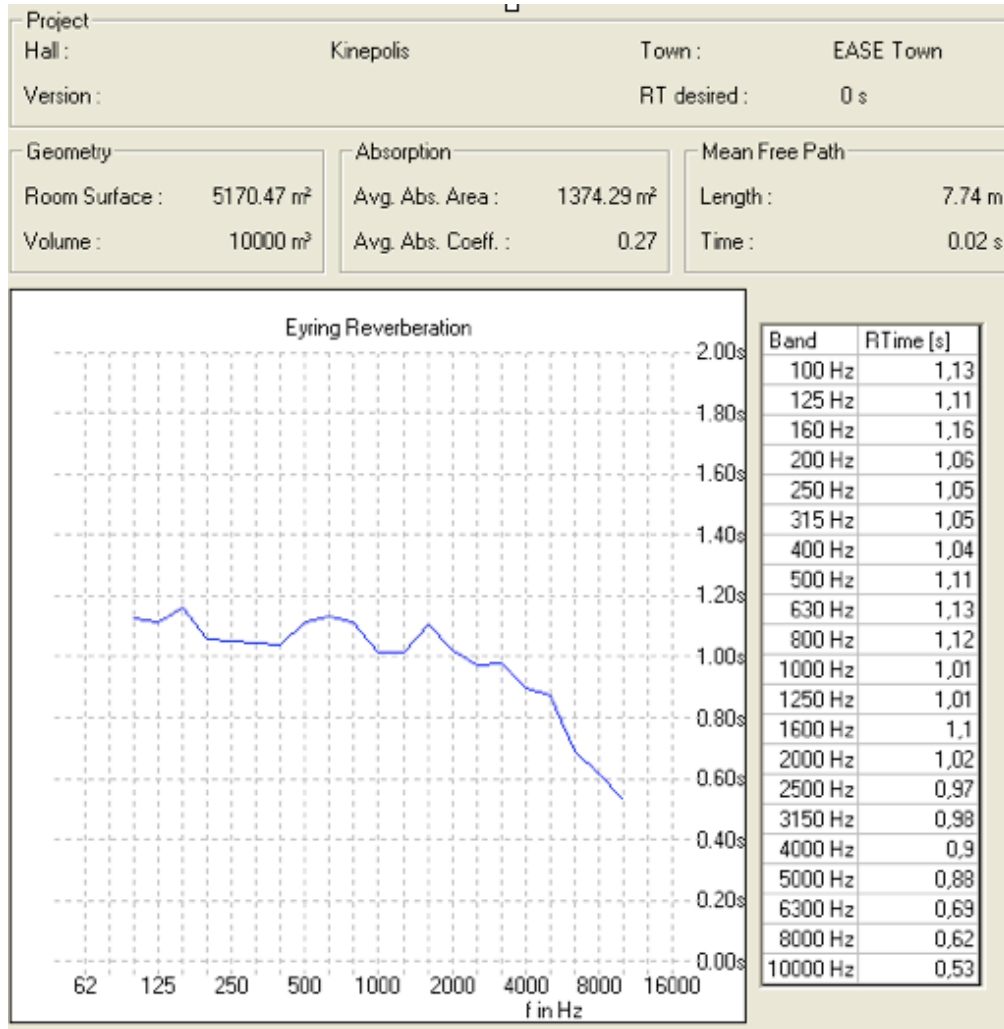 Project
Hall : Kinepolis Town : EASE Town
Version : RT desired : 0 s
Geometry Absorption Mean Free Path
Room Surface : 5170.47 m² Avg. Abs. Area : 1374.29 m² Length : 7.74 m
Volume : 10000 m³ Avg. Abs. Coeff. : 0.27 Time : 0.02 s
Eyring Reverberation
2.00s
1.80s
1.60s
1.40s
1.20s
1.00s
0.80s
0.60s
0.40s
0.20s
0.00s
62 125 250 500 1000 2000 4000 8000 16000
f in Hz
Band RTime [s]
100 Hz 1,13
125 Hz 1,11
160 Hz 1,16
200 Hz 1,06
250 Hz 1,05
315 Hz 1,05
400 Hz 1,04
500 Hz 1,11
630 Hz 1,13
800 Hz 1,12
1000 Hz 1,01
1250 Hz 1,01
1600 Hz 1,1
2000 Hz 1,02
2500 Hz 0,97
3150 Hz 0,98
4000 Hz 0,9
5000 Hz 0,88
6300 Hz 0,69
8000 Hz 0,62
10000 Hz 0,53